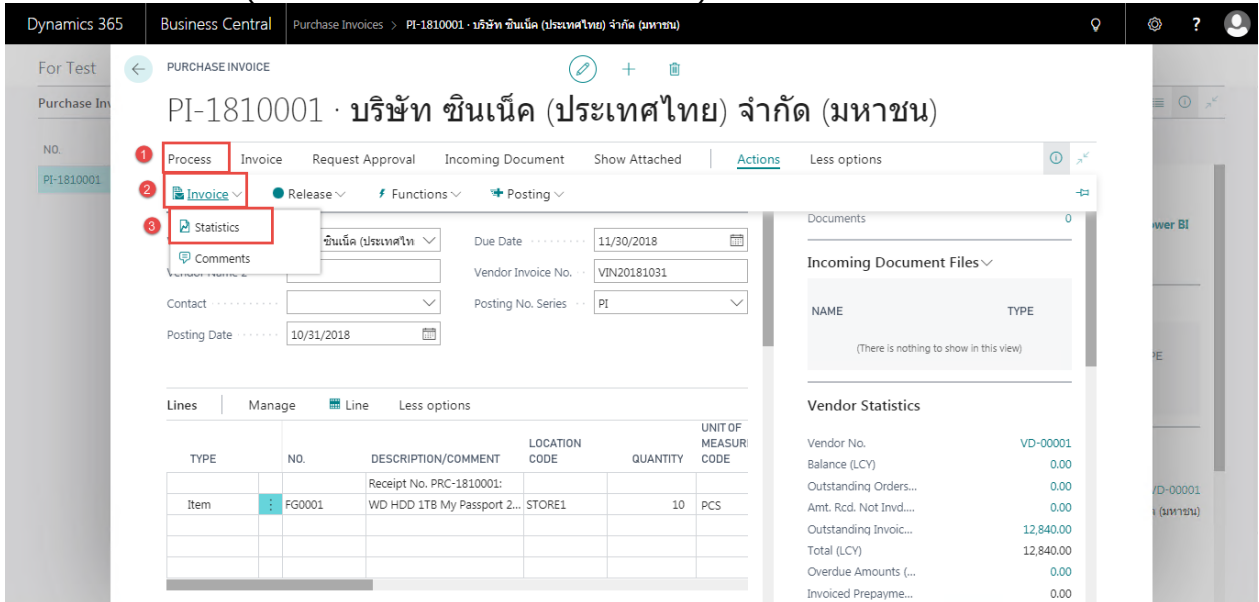 Dynamics 365 Business Central Purchase Invoices > PI-1810001 · บริษัท ซินเน็ค (ประเทศไทย) จำกัด (มหาชน) ?
For Test
PURCHASE INVOICE
Purchase Inv
PI-1810001 · บริษัท ซินเน็ค (ประเทศไทย) จำกัด (มหาชน)
NO.
PI-1810001
1 Process Invoice Request Approval Incoming Document Show Attached Actions Less options
2 Invoice Release Functions Posting
3 Statistics
Comments
ซินเน็ค (ประเทศไท
Due Date 11/30/2018
Vendor Name 2
Vendor Invoice No. VIN20181031
Contact
Posting No. Series PI
Posting Date 10/31/2018
Documents 0
Incoming Document Files
NAME TYPE
(There is nothing to show in this view)
Lines Manage Line Less options
TYPE NO. DESCRIPTION/COMMENT LOCATION CODE QUANTITY UNIT OF MEASUR CODE
Receipt No. PRC-1810001:
Item FG0001 WD HDD 1TB My Passport 2... STORE1 10 PCS
Vendor Statistics
Vendor No. VD-00001
Balance (LCY) 0.00
Outstanding Orders... 0.00
Amt. Rcd. Not Invd.... 0.00
Outstanding Invoic... 12,840.00
Total (LCY) 12,840.00
Overdue Amounts (... 0.00
Invoiced Prepayme... 0.00
ower BI
PE
VD-00001
(มหาชน)